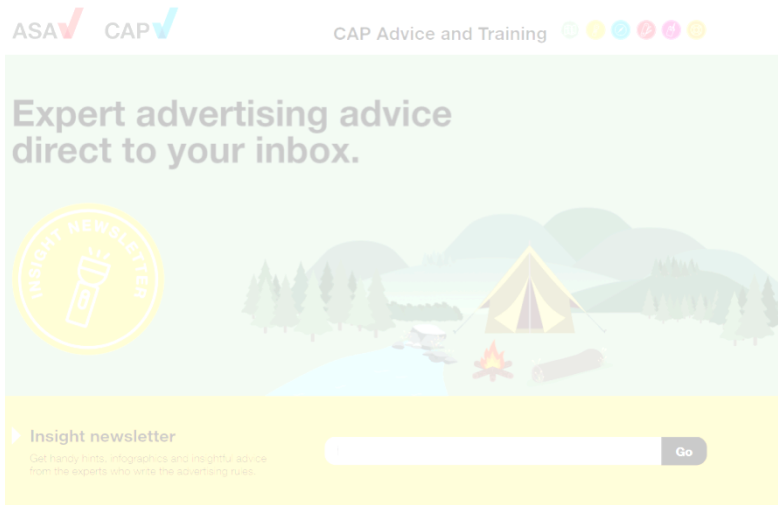 ASA CAP CAP Advice and Training
Expert advertising advice
direct to your inbox.
INSIGHT NEWSLETTER
Insight newsletter
Get handy hints, infographics and insightful advice
from the experts who write the advertising rules.
Go